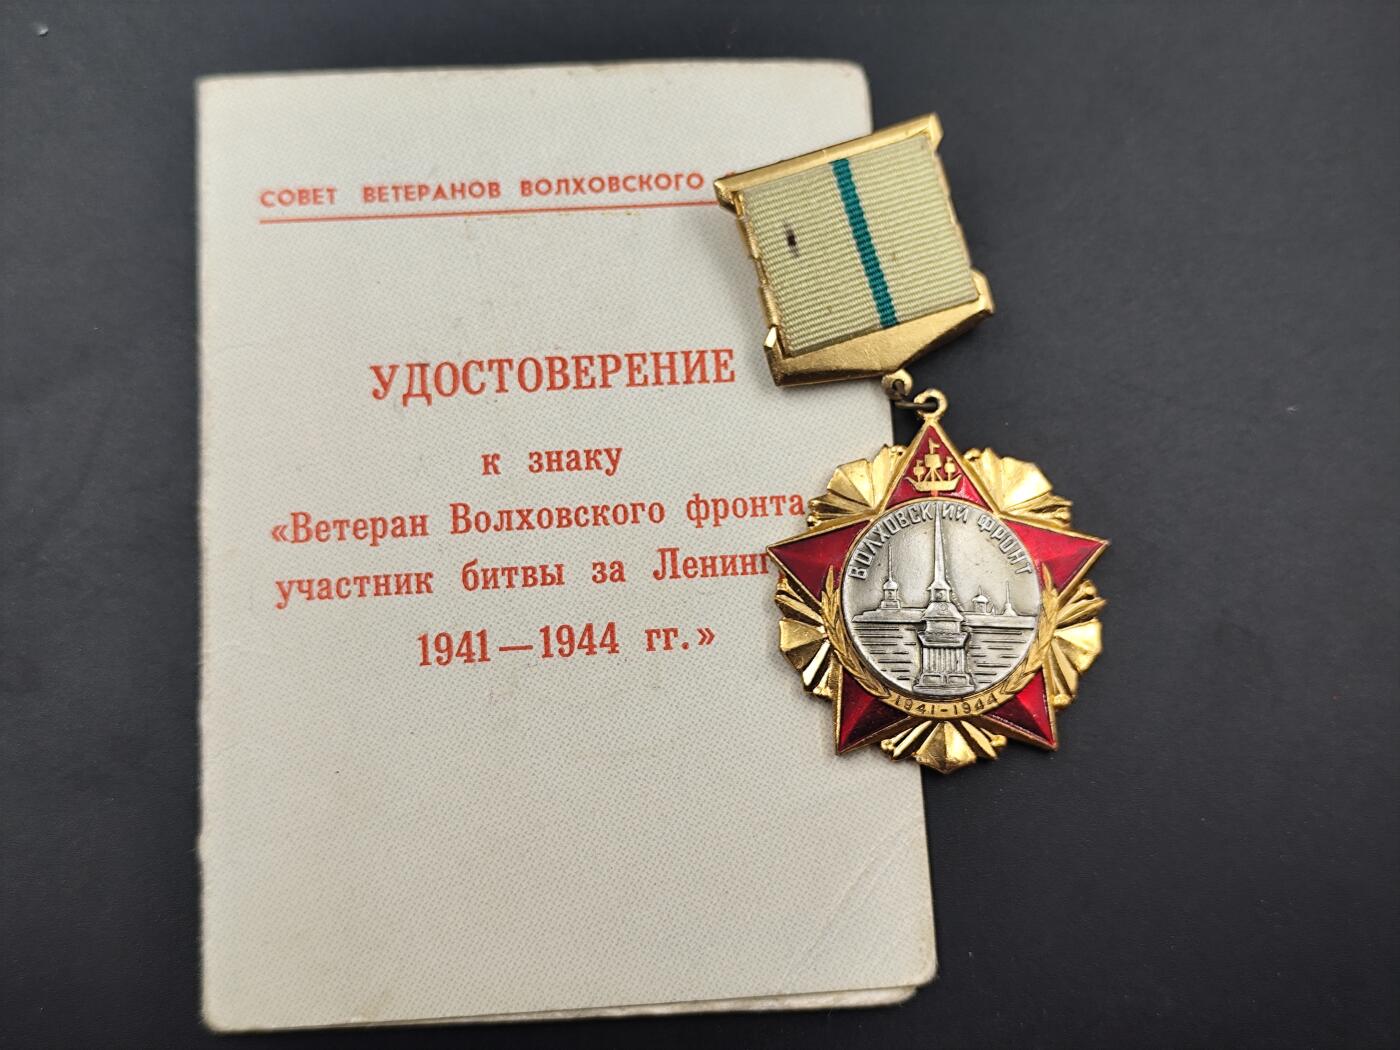 СОВЕТ ВЕТЕРАНОВ ВОЛХОВСКОГО
УДОСТОВЕРЕНИЕ
к знаку
«Ветеран Волховского фронта
участник битвы за
1941—1944 гг.»
ВОЛХОВСКИЙ ФРОНТ
1941-1944